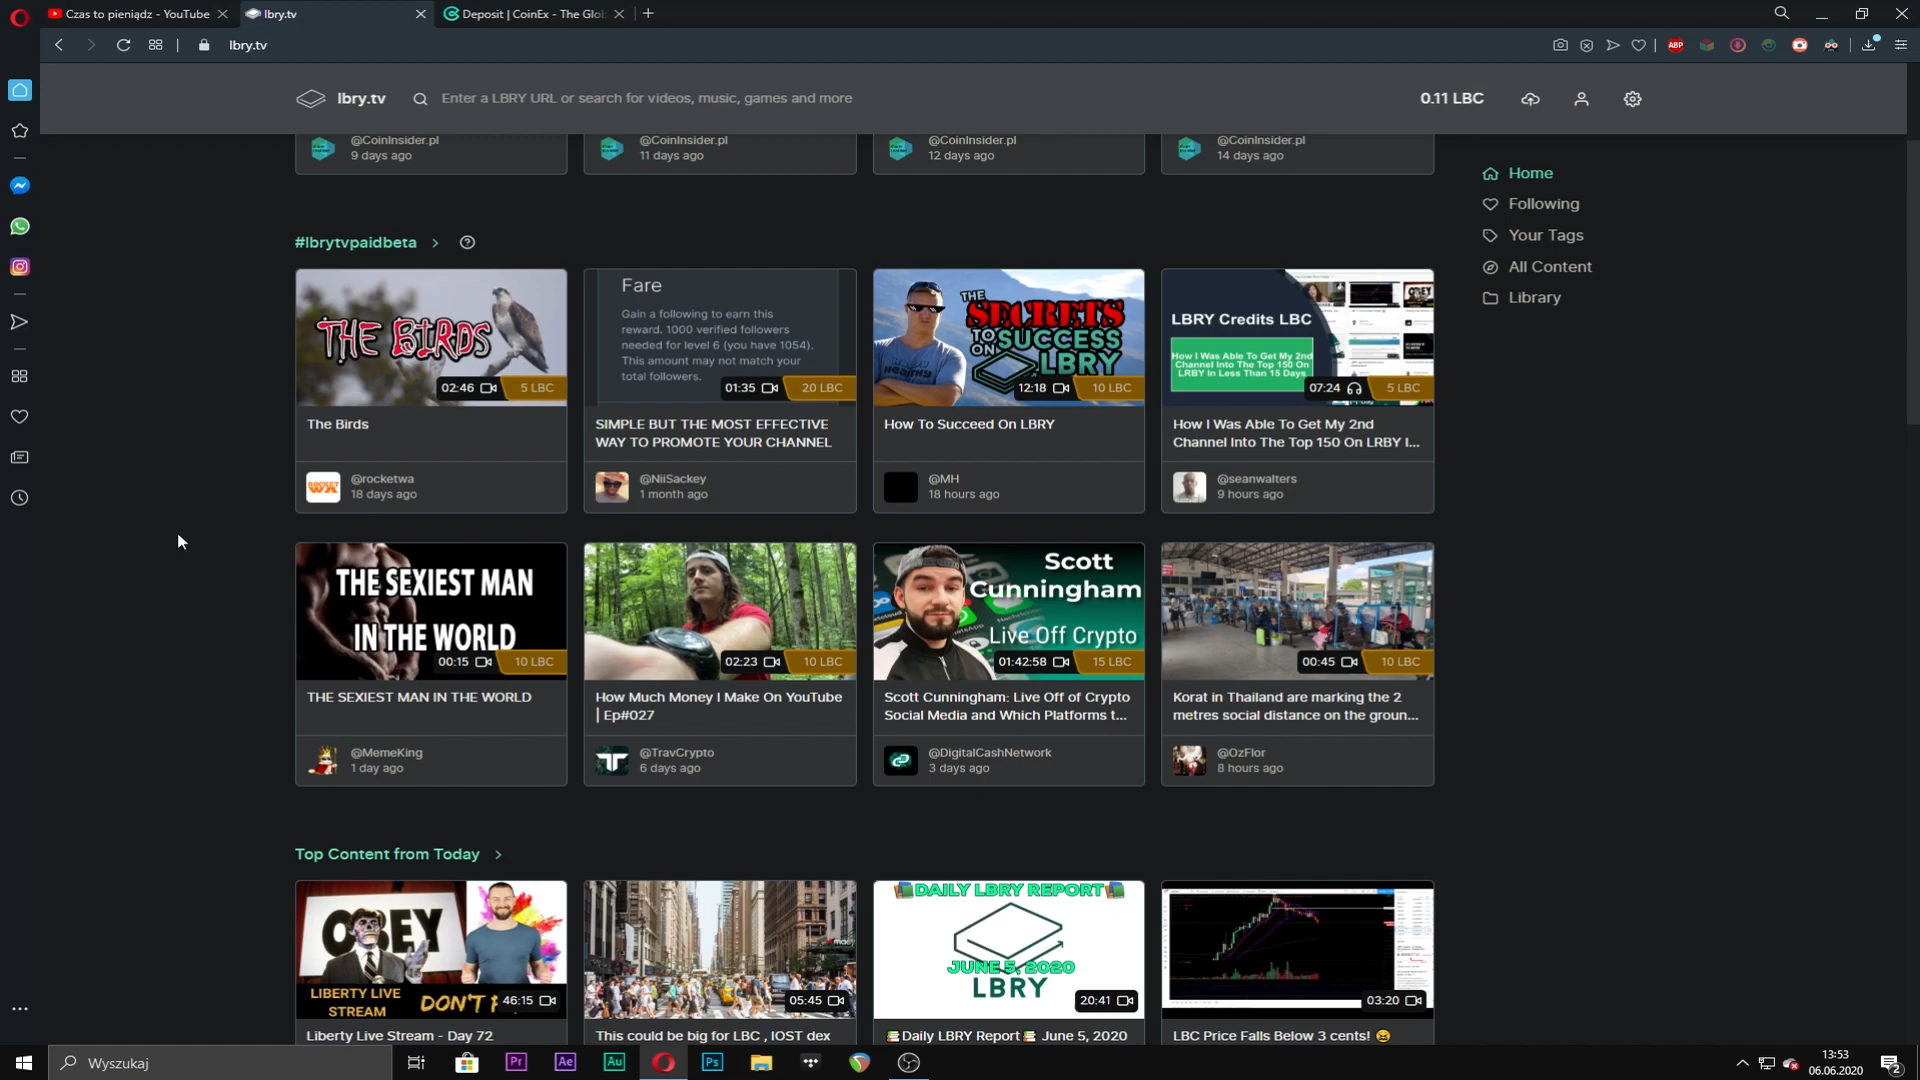 Czas to pieniądz - YouTube
lbry.tv
Deposit | CoinEx - The Glo
lbry.tv
ABP
lbry.tv
Enter a LBRY URL or search for videos, music, games and more
0.11 LBC
@CoinInsider.pl
9 days ago
@CoinInsider.pl
11 days ago
@CoinInsider.pl
12 days ago
@CoinInsider.pl
14 days ago
Home
Following
Your Tags
All Content
Library
#lbrytvpaidbeta
THE BIRDS
02:46
5 LBC
The Birds
@rocketwa
18 days ago
Fare
Gain a following to earn this
reward. 1000 verified followers
needed for level 6 (you have 1054).
This amount may not match your
total followers.
01:35
20 LBC
SIMPLE BUT THE MOST EFFECTIVE
WAY TO PROMOTE YOUR CHANNEL
@NiiSackey
1 month ago
THE
SECRETS
TO SUCCESS
ON LBRY
12:18
10 LBC
How To Succeed On LBRY
@MH
18 hours ago
LBRY Credits LBC
How I Was Able To Get My 2nd
Channel Into The Top 150 On
LRBY In Less Than 15 Days
07:24
5 LBC
How I Was Able To Get My 2nd
Channel Into The Top 150 On LRBY I...
@seanwalters
9 hours ago
THE SEXIEST MAN
IN THE WORLD
00:15
10 LBC
THE SEXIEST MAN IN THE WORLD
@MemeKing
1 day ago
02:23
10 LBC
How Much Money I Make On YouTube
| Ep#027
@TravCrypto
6 days ago
Scott
Cunningham
Live Off Crypto
01:42:58
15 LBC
Scott Cunningham: Live Off of Crypto
Social Media and Which Platforms t...
@DigitalCashNetwork
3 days ago
00:45
10 LBC
Korat in Thailand are marking the 2
metres social distance on the groun...
@OzFlor
8 hours ago
Top Content from Today
OBEY
LIBERTY LIVE
STREAM
DON'T
46:15
Liberty Live Stream - Day 72
05:45
This could be big for LBC , IOST dex
DAILY LBRY REPORT
JUNE 5, 2020
LBRY
20:41
Daily LBRY Report
June 5, 2020
03:20
LBC Price Falls Below 3 cents! 😆
Wyszukaj
Pr
Ae
Au
Ps
13:53
06.06.2020
2